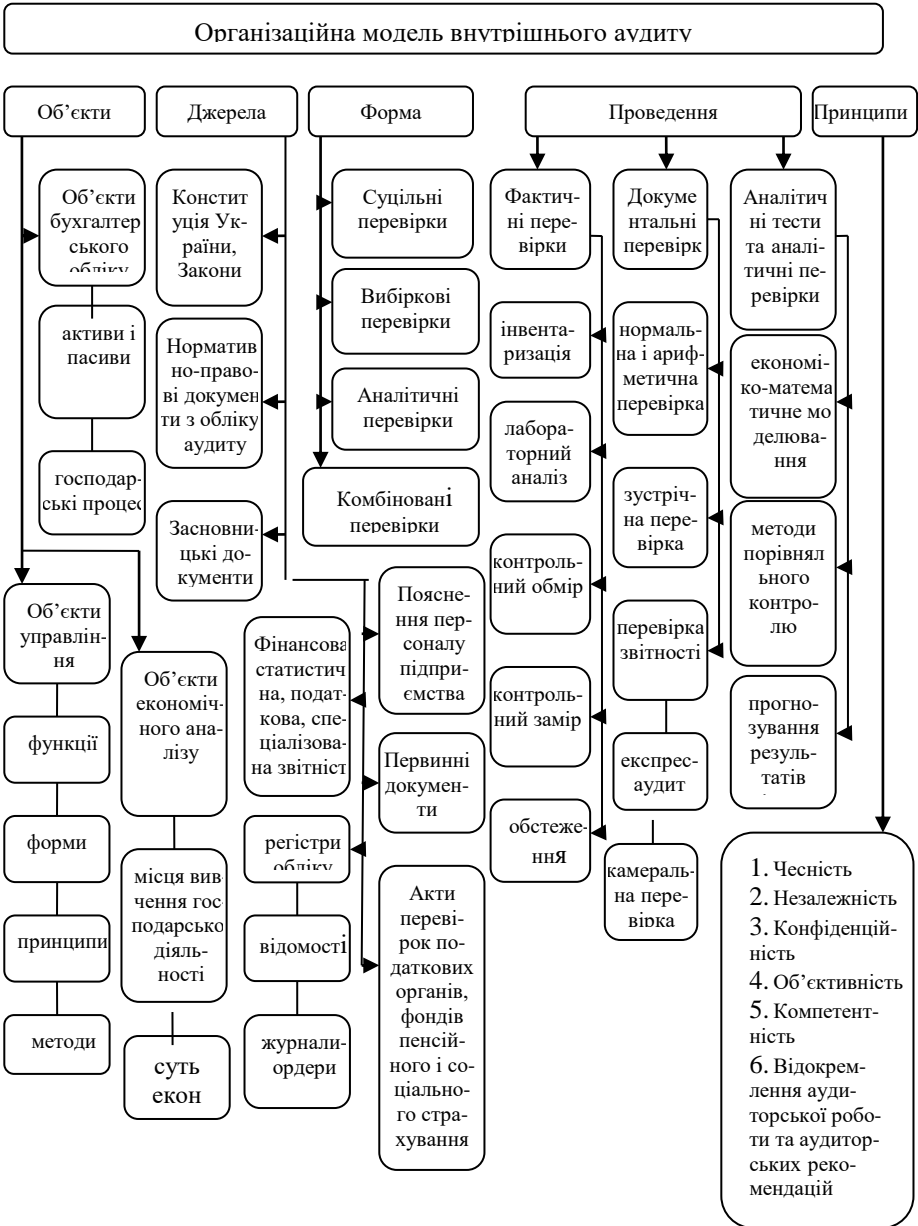 Організаційна модель внутрішнього аудиту
Об’єкти
Джерела
Форма
Проведення
Принципи
Об’єкти
бухгалтер
ського
обліку
активи і
пасиви
господар-
ські процес
Об’єкти
управлін-
ня
функції
форми
принципи
методи
Об’єкти
економіч-
ного ана-
лізу
місця вив-
чення гос-
подарсько
діяль-
ності
суть
екон
Констит
уція Ук-
раїни,
Закони
Норматив
но-право-
ві докумен
ти з обліку
аудиту
Засновни-
цькі до-
кументи
Фінансова
статистич
на, подат-
кова, спе-
ціалізова-
на звітніст
регістри
обліку
відомості
журнали-
ордери
Поясне-
ння пер-
соналу
підпри-
ємства
Первинні
докумен-
ти
Акти
переві-
рок по-
даткових
органів,
фондів
пенсій-
ного і со-
ціально-
го стра-
хування
Суцільні
перевірки
Вибіркові
перевірки
Аналітичні
перевірки
Комбіновані
перевірки
Фактич-
ні пере-
вірки
інвента-
ризація
лабора-
торний
аналіз
контроль-
ний обмір
контроль-
ний замір
обстеже-
ння
Докуме
нтальні
перевірк
нормаль-
на і ариф-
метична
перевірка
зустріч-
на пере-
вірка
перевірка
звітності
експрес-
аудит
камераль-
на пере-
вірка
Аналітич
ні тести
та аналі-
тичні пе-
ревірки
економі-
ко-матема
тичне мо
делюва-
ння
методи
порівнял
ьного
контро-
лю
прогно-
зування
резуль-
татів
1. Чесність
2. Незалежність
3. Конфіденцій-
ність
4. Об’єктивність
5. Компетент-
ність
6. Відокрем-
лення ауди-
торської робо-
ти та аудитор-
ських реко-
мендацій